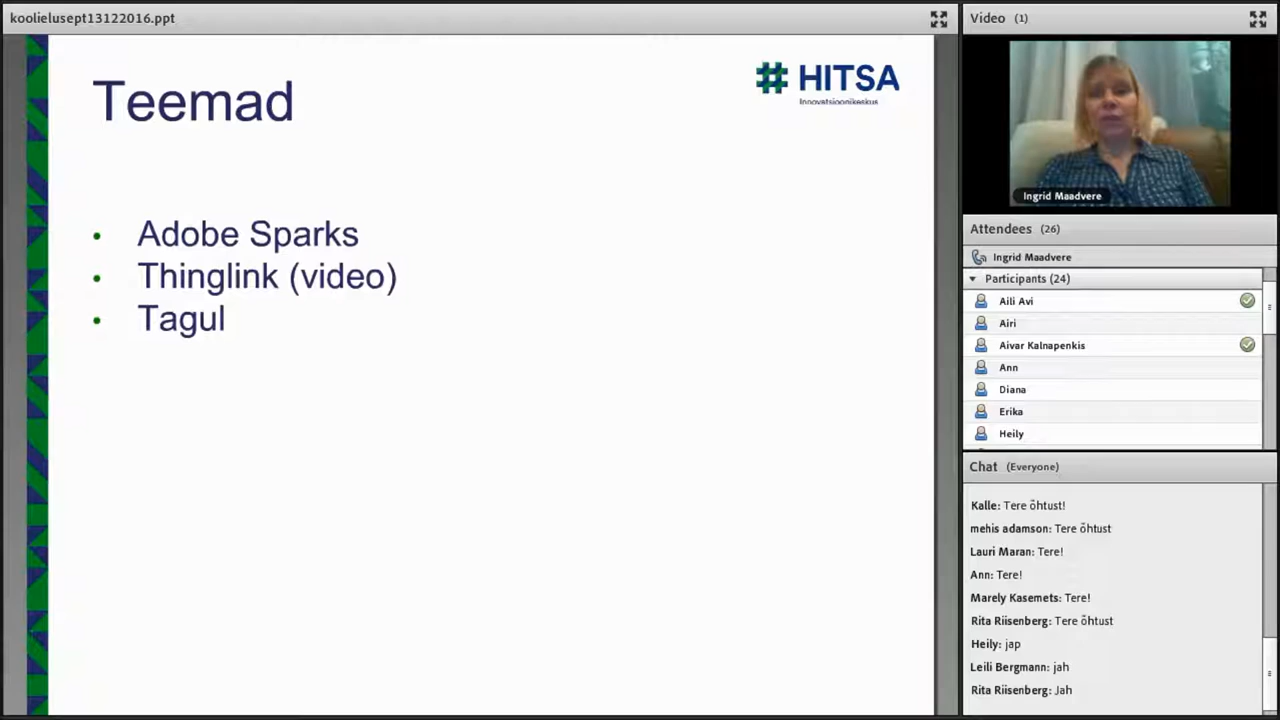 koolielusept13122016.ppt
Teemad
# HITSA
Innovatsioonikeskus
• Adobe Sparks
• Thinglink (video)
• Tagul
Video (1)
Ingrid Maadvere
Attendees (26)
Ingrid Maadvere
Participants (24)
Aili Avi
Airi
Aivar Kalnapenkis
Ann
Diana
Erika
Heily
Chat (Everyone)
Kalle: Tere õhtust!
mehis adamson: Tere õhtust
Lauri Maran: Tere!
Ann: Tere!
Marely Kasemets: Tere!
Rita Riisenberg: Tere õhtust
Heily: jap
Leili Bergmann: jah
Rita Riisenberg: Jah